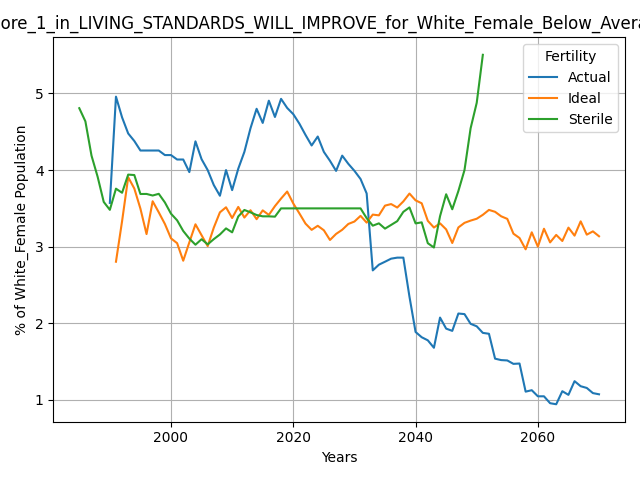 ore_1_in_LIVING_STANDARDS_WILL_IMPROVE_for_White_Female_Below_Avera
% of White_Female Population
5
4
3
2
1
2000 2020 2040 2060
Years
Fertility
Actual
Ideal
Sterile